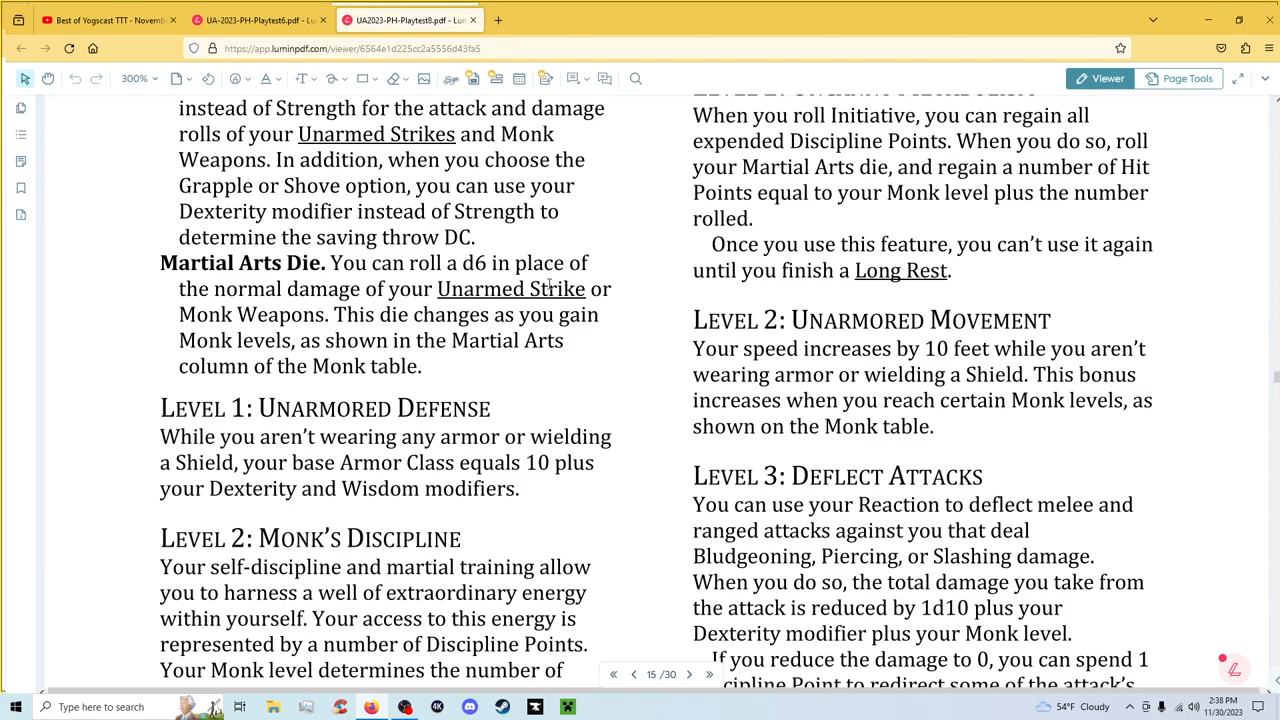 Best of Yogscast TTT - Novemb
UA-2023-PH-Playtest6.pdf - Lu
UA2023-PH-Playtest8.pdf - Lum
https://app.luminpdf.com/viewer/6564e1d225cc2a5556d43fa5
300%
Viewer
Page Tools
instead of Strength for the attack and damage
rolls of your Unarmed Strikes and Monk
Weapons. In addition, when you choose the
Grapple or Shove option, you can use your
Dexterity modifier instead of Strength to
determine the saving throw DC.
Martial Arts Die. You can roll a d6 in place of
the normal damage of your Unarmed Strike or
Monk Weapons. This die changes as you gain
Monk levels, as shown in the Martial Arts
column of the Monk table.
LEVEL 1: UNARMORED DEFENSE
While you aren’t wearing any armor or wielding
a Shield, your base Armor Class equals 10 plus
your Dexterity and Wisdom modifiers.
LEVEL 2: MONK’S DISCIPLINE
Your self-discipline and martial training allow
you to harness a well of extraordinary energy
within yourself. Your access to this energy is
represented by a number of Discipline Points.
Your Monk level determines the number of
When you roll Initiative, you can regain all
expended Discipline Points. When you do so, roll
your Martial Arts die, and regain a number of Hit
Points equal to your Monk level plus the number
rolled.
Once you use this feature, you can’t use it again
until you finish a Long Rest.
LEVEL 2: UNARMORED MOVEMENT
Your speed increases by 10 feet while you aren’t
wearing armor or wielding a Shield. This bonus
increases when you reach certain Monk levels, as
shown on the Monk table.
LEVEL 3: DEFLECT ATTACKS
You can use your Reaction to deflect melee and
ranged attacks against you that deal
Bludgeoning, Piercing, or Slashing damage.
When you do so, the total damage you take from
the attack is reduced by 1d10 plus your
Dexterity modifier plus your Monk level.
If you reduce the damage to 0, you can spend 1
cipline Point to redirect some of the attack’s
15 /30
Type here to search
54°F Cloudy
2:38 PM
11/30/2023